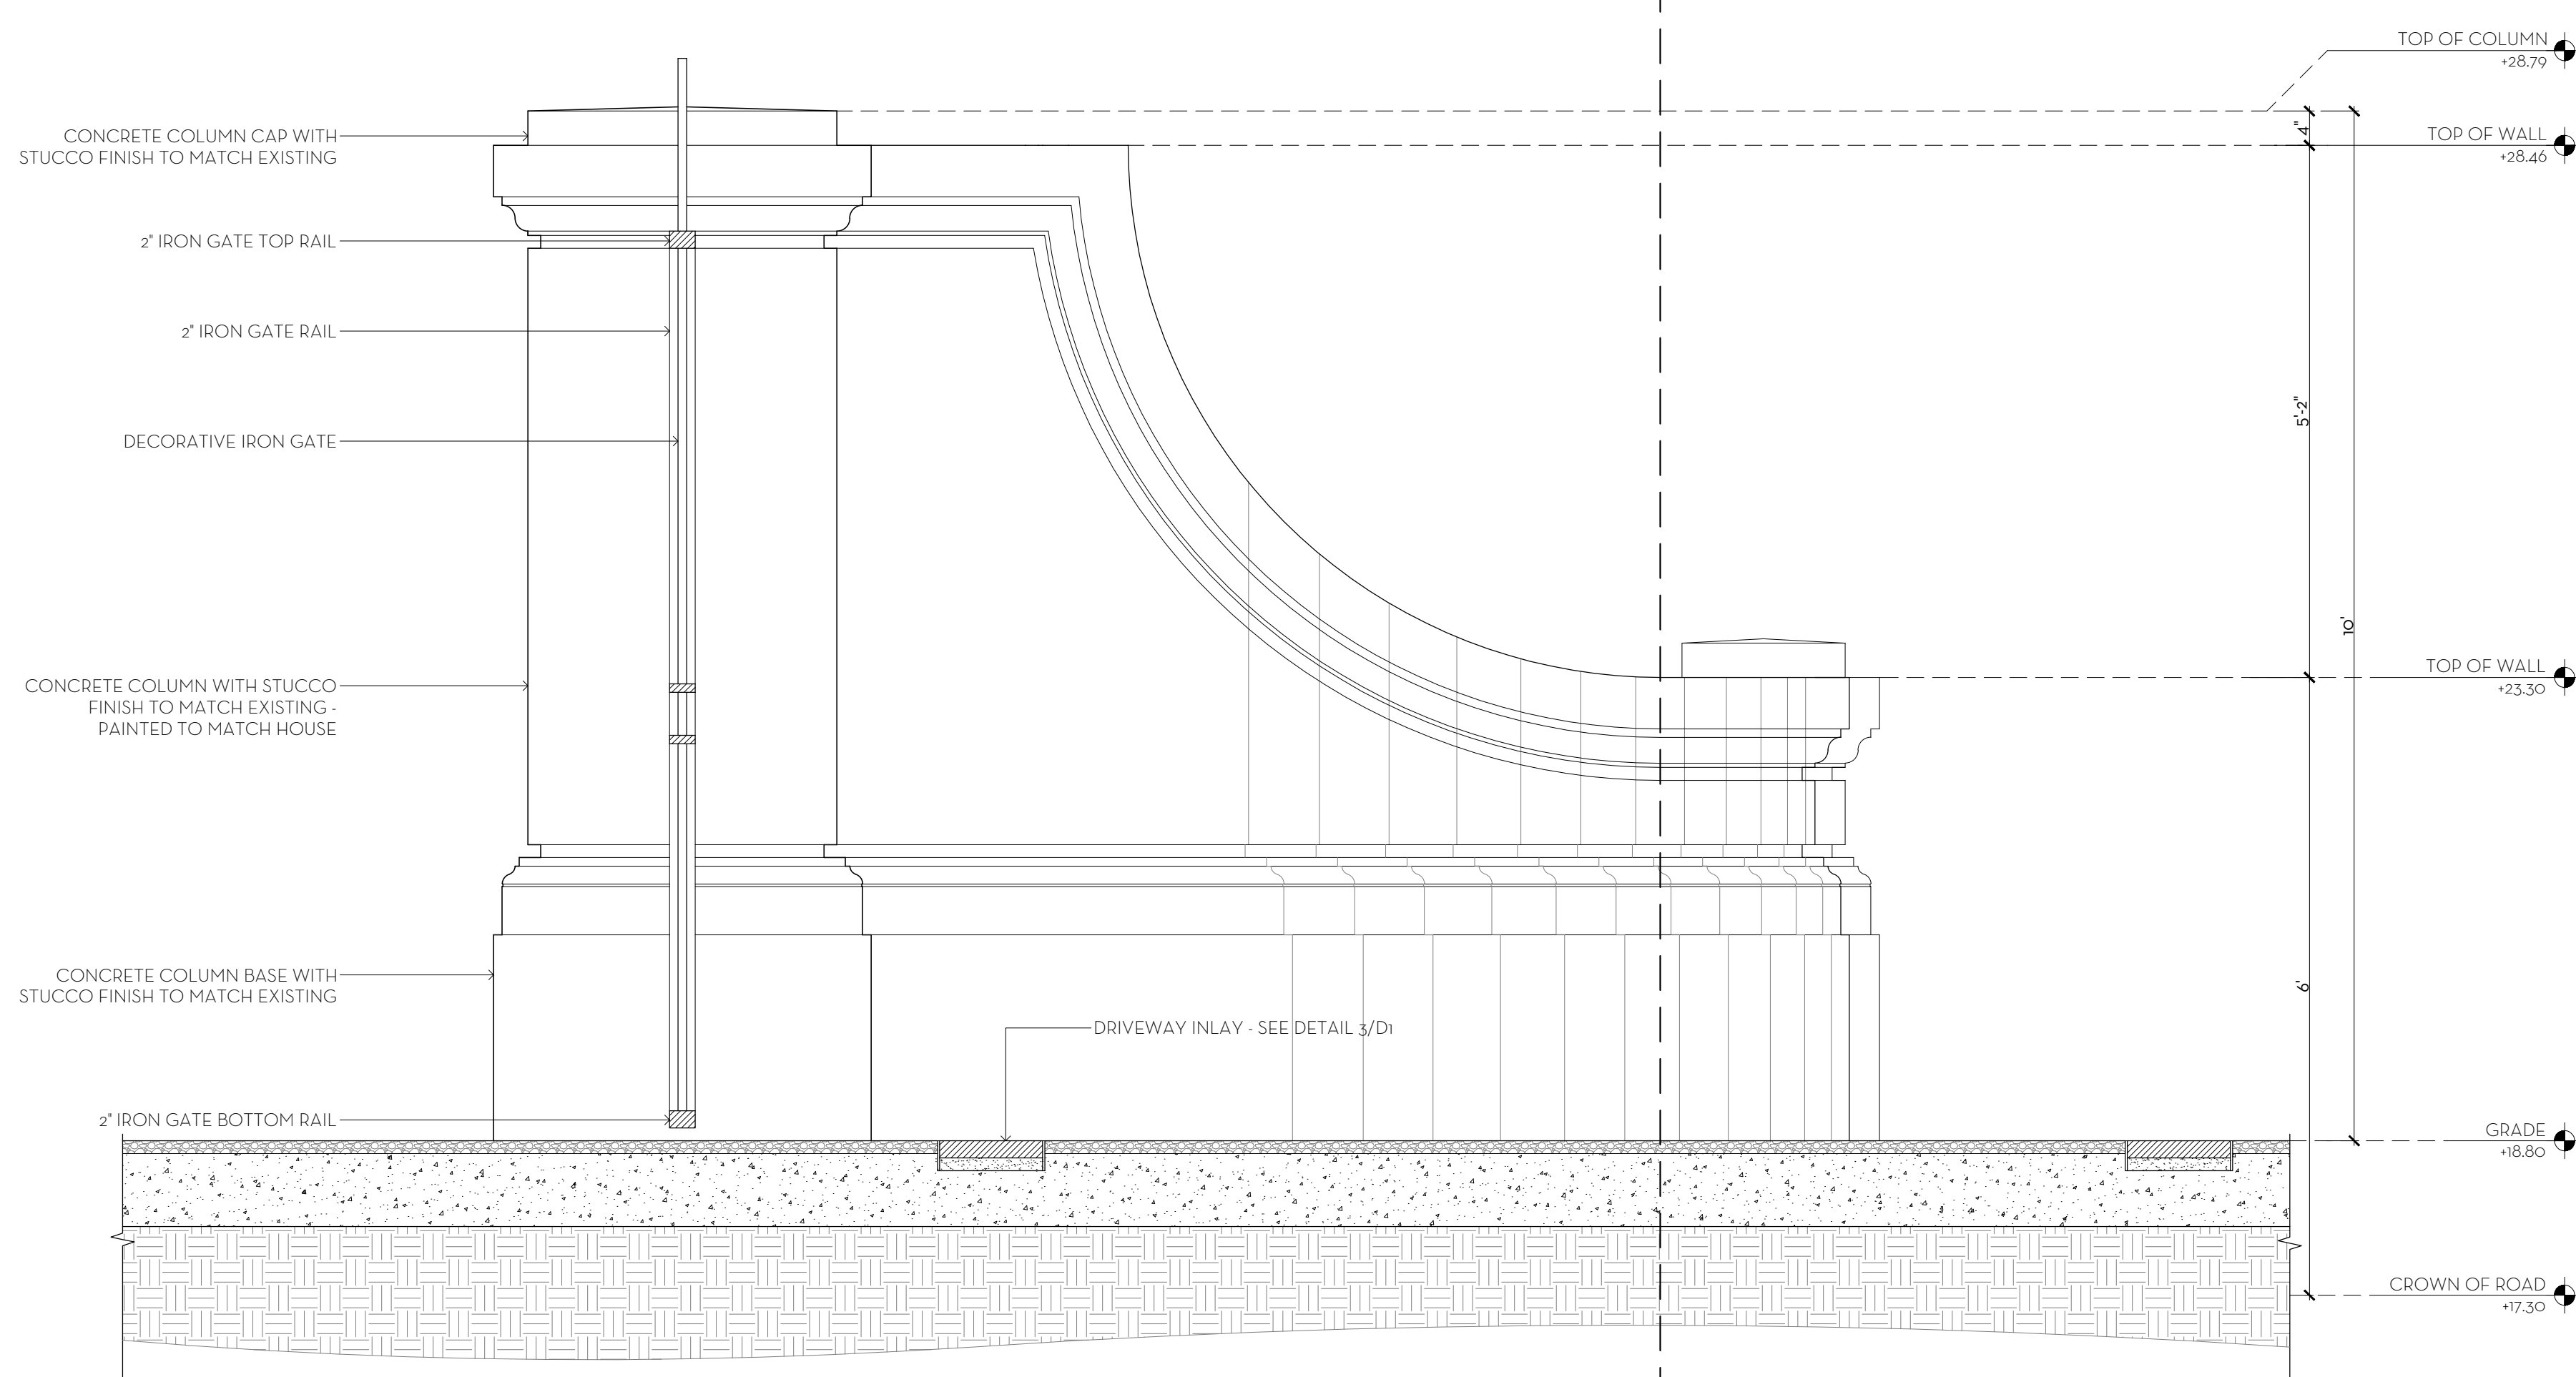 TOP OF COLUMN
+28.79
CONCRETE COLUMN CAP WITH
STUCCO FINISH TO MATCH EXISTING
4"
TOP OF WALL
+28.46
2" IRON GATE TOP RAIL
2" IRON GATE RAIL
5'-2"
DECORATIVE IRON GATE
10'
TOP OF WALL
+23.30
CONCRETE COLUMN WITH STUCCO
FINISH TO MATCH EXISTING -
PAINTED TO MATCH HOUSE
CONCRETE COLUMN BASE WITH
STUCCO FINISH TO MATCH EXISTING
6'
DRIVEWAY INLAY - SEE DETAIL 3/D1
2" IRON GATE BOTTOM RAIL
GRADE
+18.80
CROWN OF ROAD
+17.30